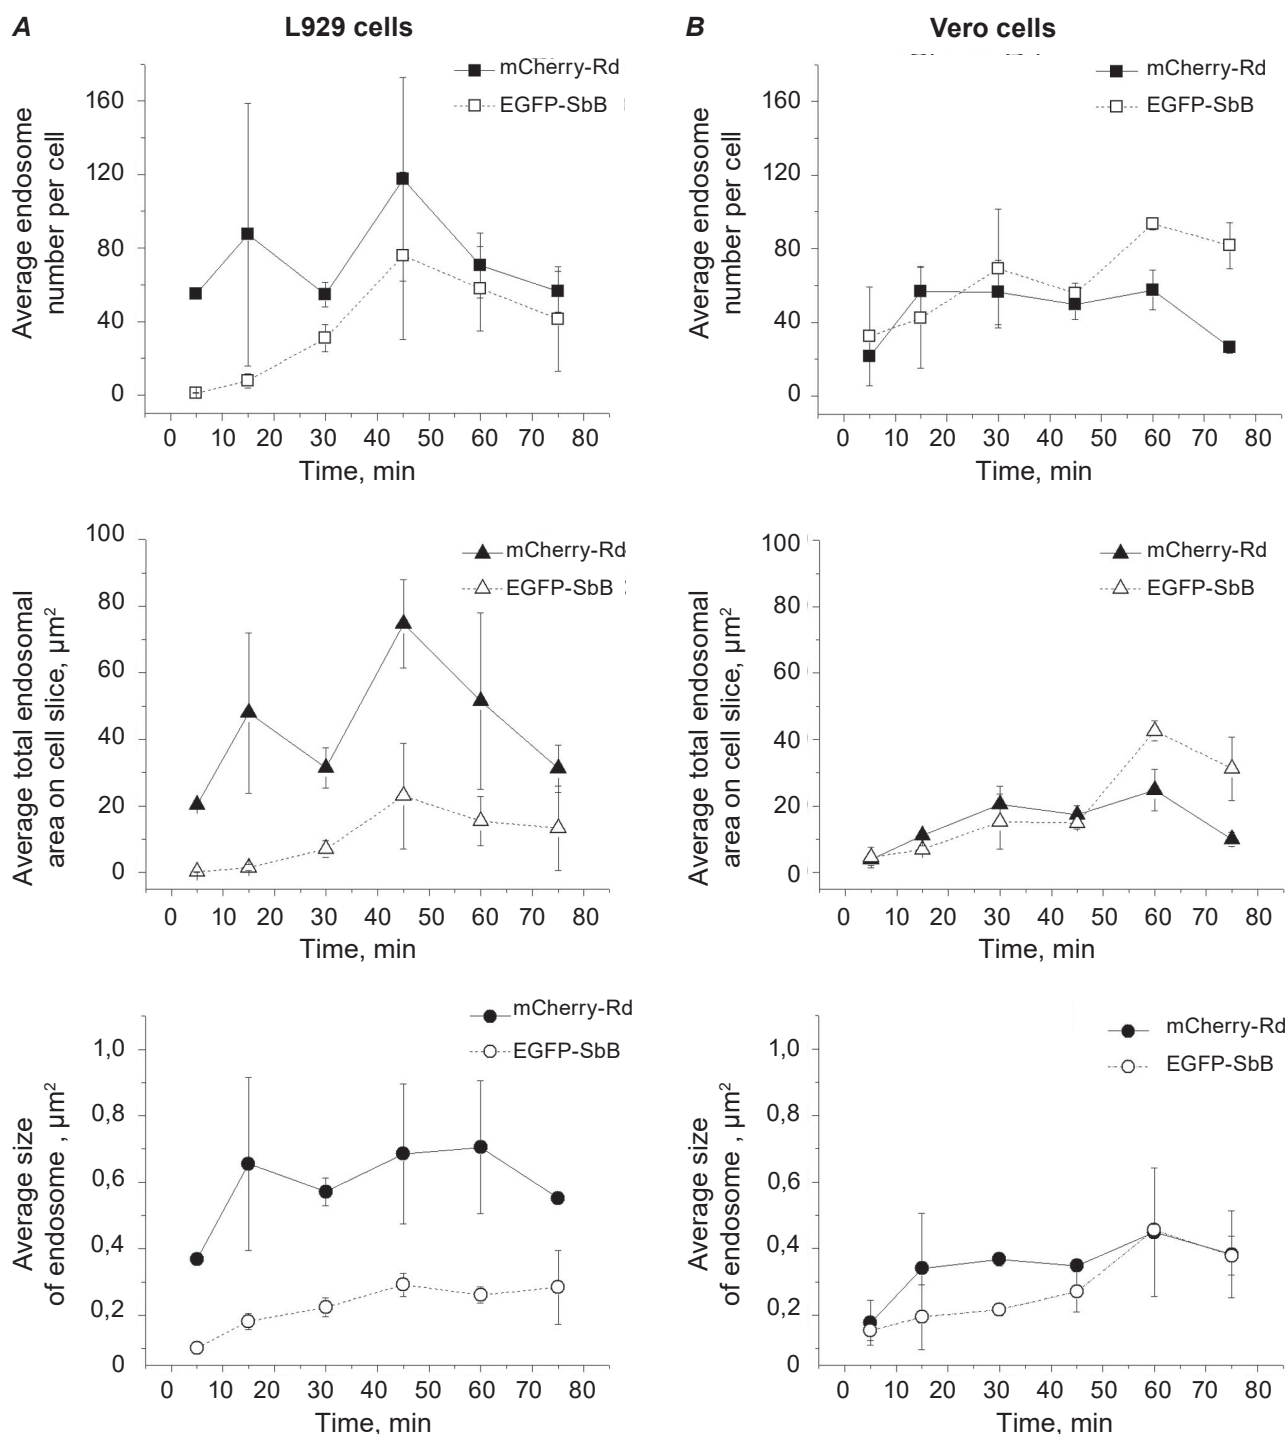 A L929 cells
B Vero cells
mCherry-Rd
EGFP-SbB
Average endosome
number per cell
160
120
80
40
0
0 10 20 30 40 50 60 70 80
Time, min
mCherry-Rd
EGFP-SbB
Average endosome
number per cell
160
120
80
40
0
0 10 20 30 40 50 60 70 80
Time, min
mCherry-Rd
EGFP-SbB
Average total endosomal
area on cell slice, µm²
100
80
60
40
20
0
0 10 20 30 40 50 60 70 80
Time, min
mCherry-Rd
EGFP-SbB
Average total endosomal
area on cell slice, µm²
100
80
60
40
20
0
0 10 20 30 40 50 60 70 80
Time, min
mCherry-Rd
EGFP-SbB
Average size
of endosome , µm²
1,0
0,8
0,6
0,4
0,2
0
0 10 20 30 40 50 60 70 80
Time, min
mCherry-Rd
EGFP-SbB
Average size
of endosome , µm²
1,0
0,8
0,6
0,4
0,2
0
0 10 20 30 40 50 60 70 80
Time, min